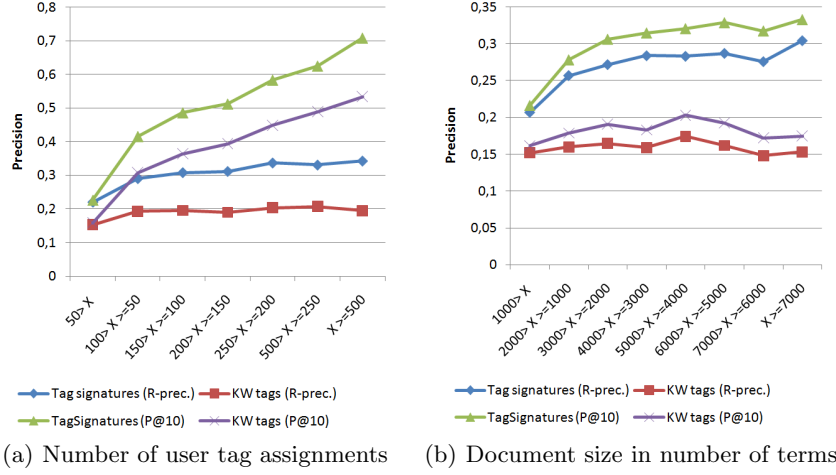 0,8
0,7
0,6
0,5
0,4
0,3
0,2
0,1
0
Precision
50> X
100> X >=50
150> X >=100
200> X >=150
250> X >=200
500> X >=250
X >=500
Tag signatures (R-prec.)
KW tags (R-prec.)
TagSignatures (P@10)
KW tags (P@10)
(a) Number of user tag assignments
0,35
0,3
0,25
0,2
0,15
0,1
0,05
0
Precision
1000> X
2000> X >=1000
3000> X >=2000
4000> X >=3000
5000> X >=4000
6000> X >=5000
7000> X >=6000
X >=7000
Tag signatures (R-prec.)
KW tags (R-prec.)
TagSignatures (P@10)
KW tags (P@10)
(b) Document size in number of terms